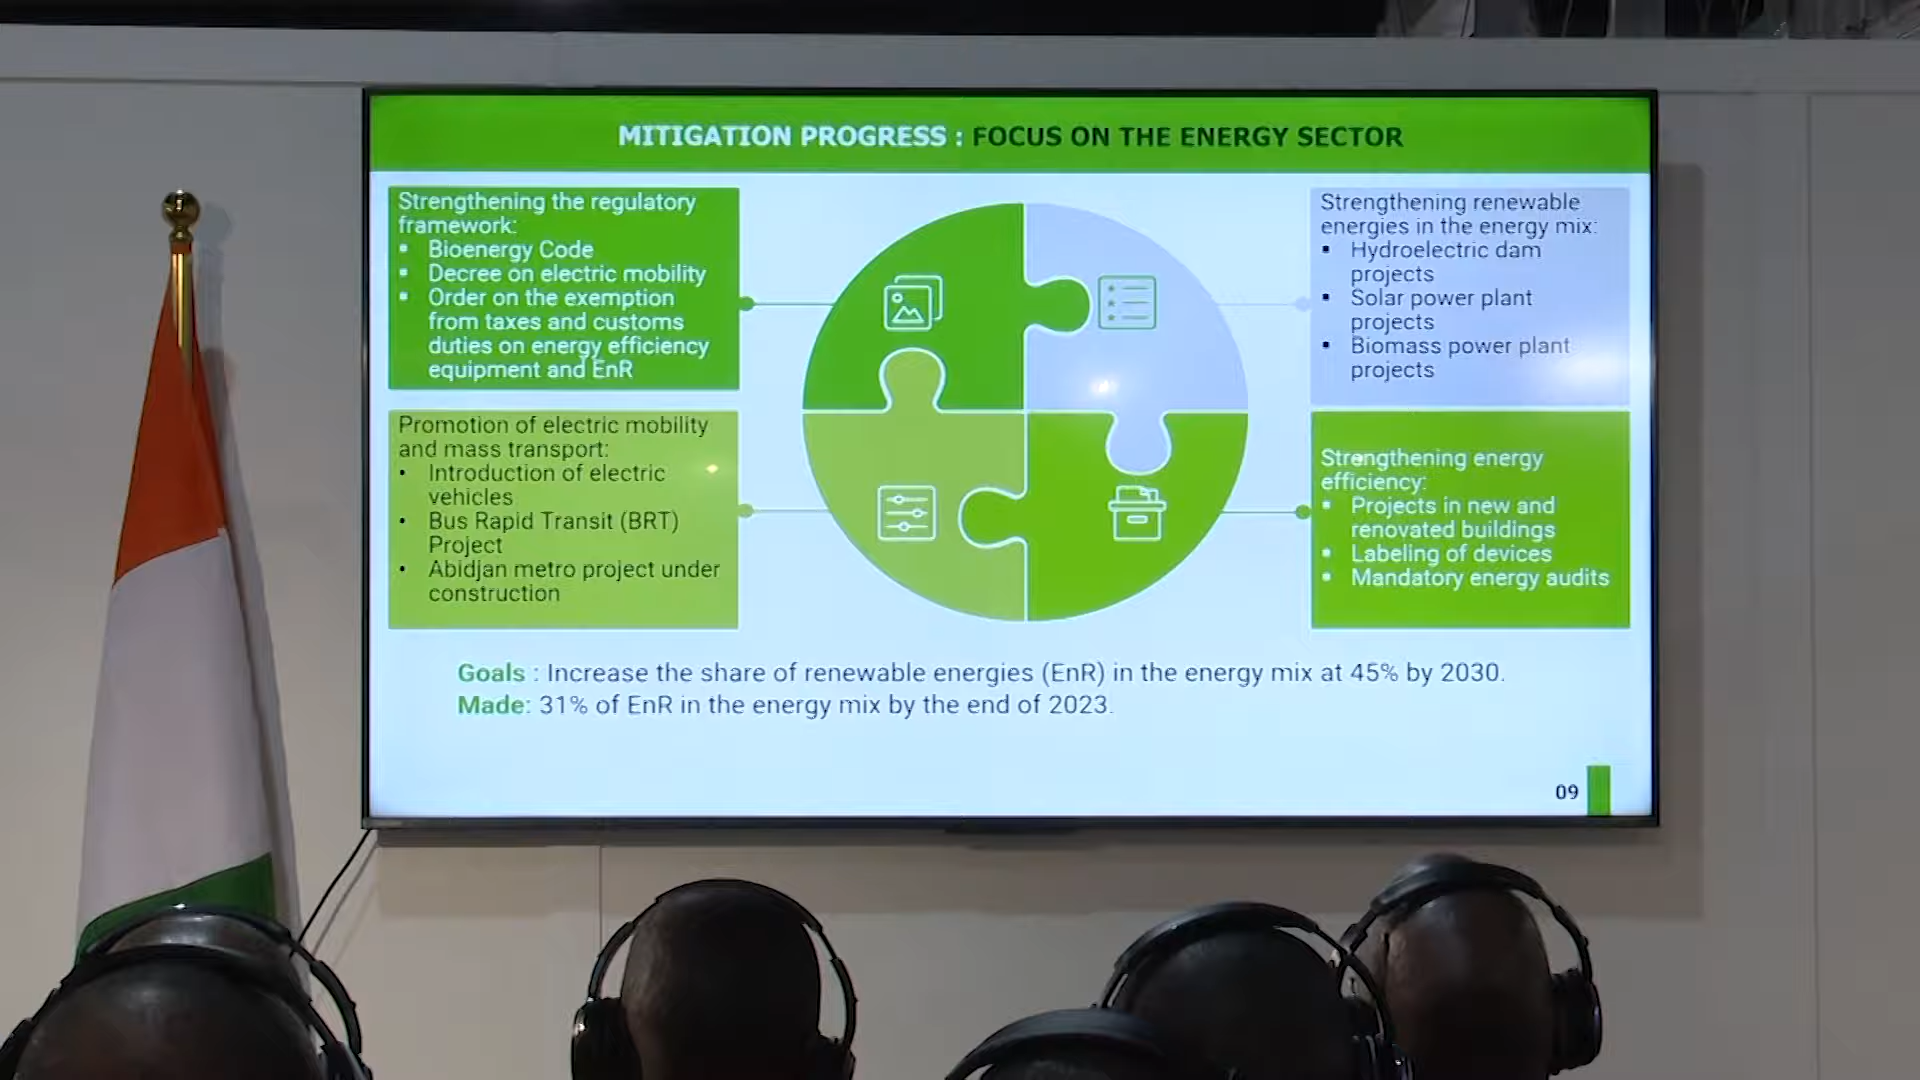 MITIGATION PROGRESS : FOCUS ON THE ENERGY SECTOR
Strengthening the regulatory
framework:
▪ Bioenergy Code
▪ Decree on electric mobility
▪ Order on the exemption
from taxes and customs
duties on energy efficiency
equipment and EnR
Promotion of electric mobility
and mass transport:
• Introduction of electric
vehicles
• Bus Rapid Transit (BRT)
Project
• Abidjan metro project under
construction
Strengthening renewable
energies in the energy mix:
▪ Hydroelectric dam
projects
▪ Solar power plant
projects
▪ Biomass power plant
projects
Strengthening energy
efficiency:
▪ Projects in new and
renovated buildings
▪ Labeling of devices
▪ Mandatory energy audits
Goals : Increase the share of renewable energies (EnR) in the energy mix at 45% by 2030.
Made: 31% of EnR in the energy mix by the end of 2023.
09